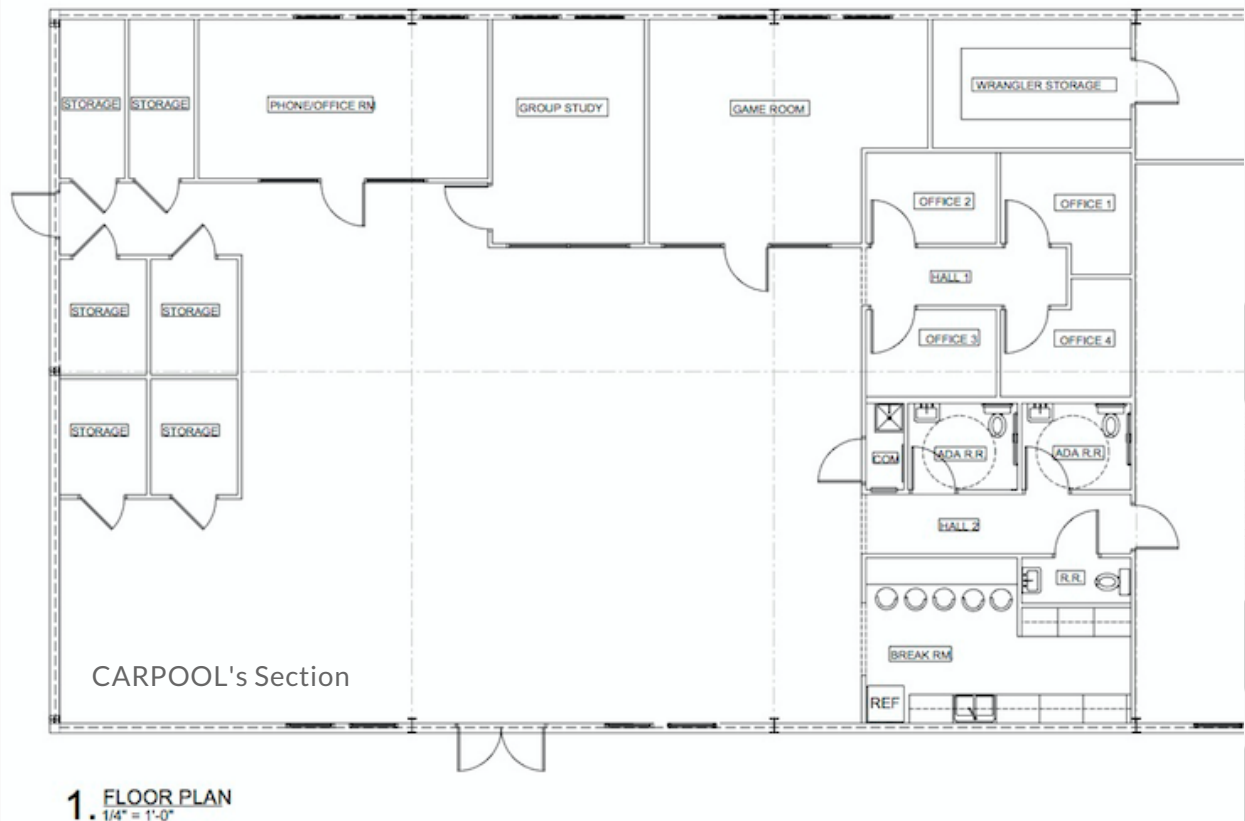 STORAGE
STORAGE
PHONE/OFFICE RM
GROUP STUDY
GAME ROOM
WRANGLER STORAGE
OFFICE 2
OFFICE 1
HALL 1
STORAGE
STORAGE
OFFICE 3
OFFICE 4
STORAGE
STORAGE
COM
ADA R.R.
ADA R.R.
HALL 2
R.R.
BREAK RM
CARPOOL's Section
REF
1. FLOOR PLAN
1/4" = 1'-0"